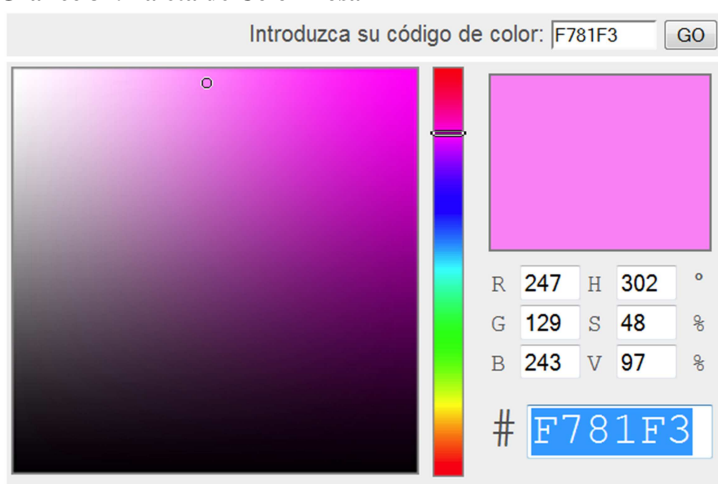 Introduzca su código de color: F781F3 GO
R 247 H 302 °
G 129 S 48 %
B 243 V 97 %
# F781F3